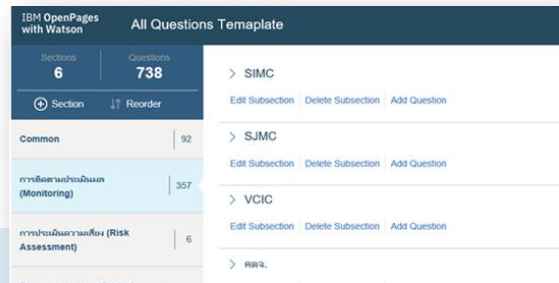 IBM OpenPages
with Watson
All Questions Temaplate
Sections
6
Questions
738
Section
Reorder
Common
92
การติดตามประเมินผล
(Monitoring)
357
การประเมินความเสี่ยง (Risk
Assessment)
6
SIMC
Edit Subsection Delete Subsection Add Question
SJMC
Edit Subsection Delete Subsection Add Question
VCIC
Edit Subsection Delete Subsection Add Question